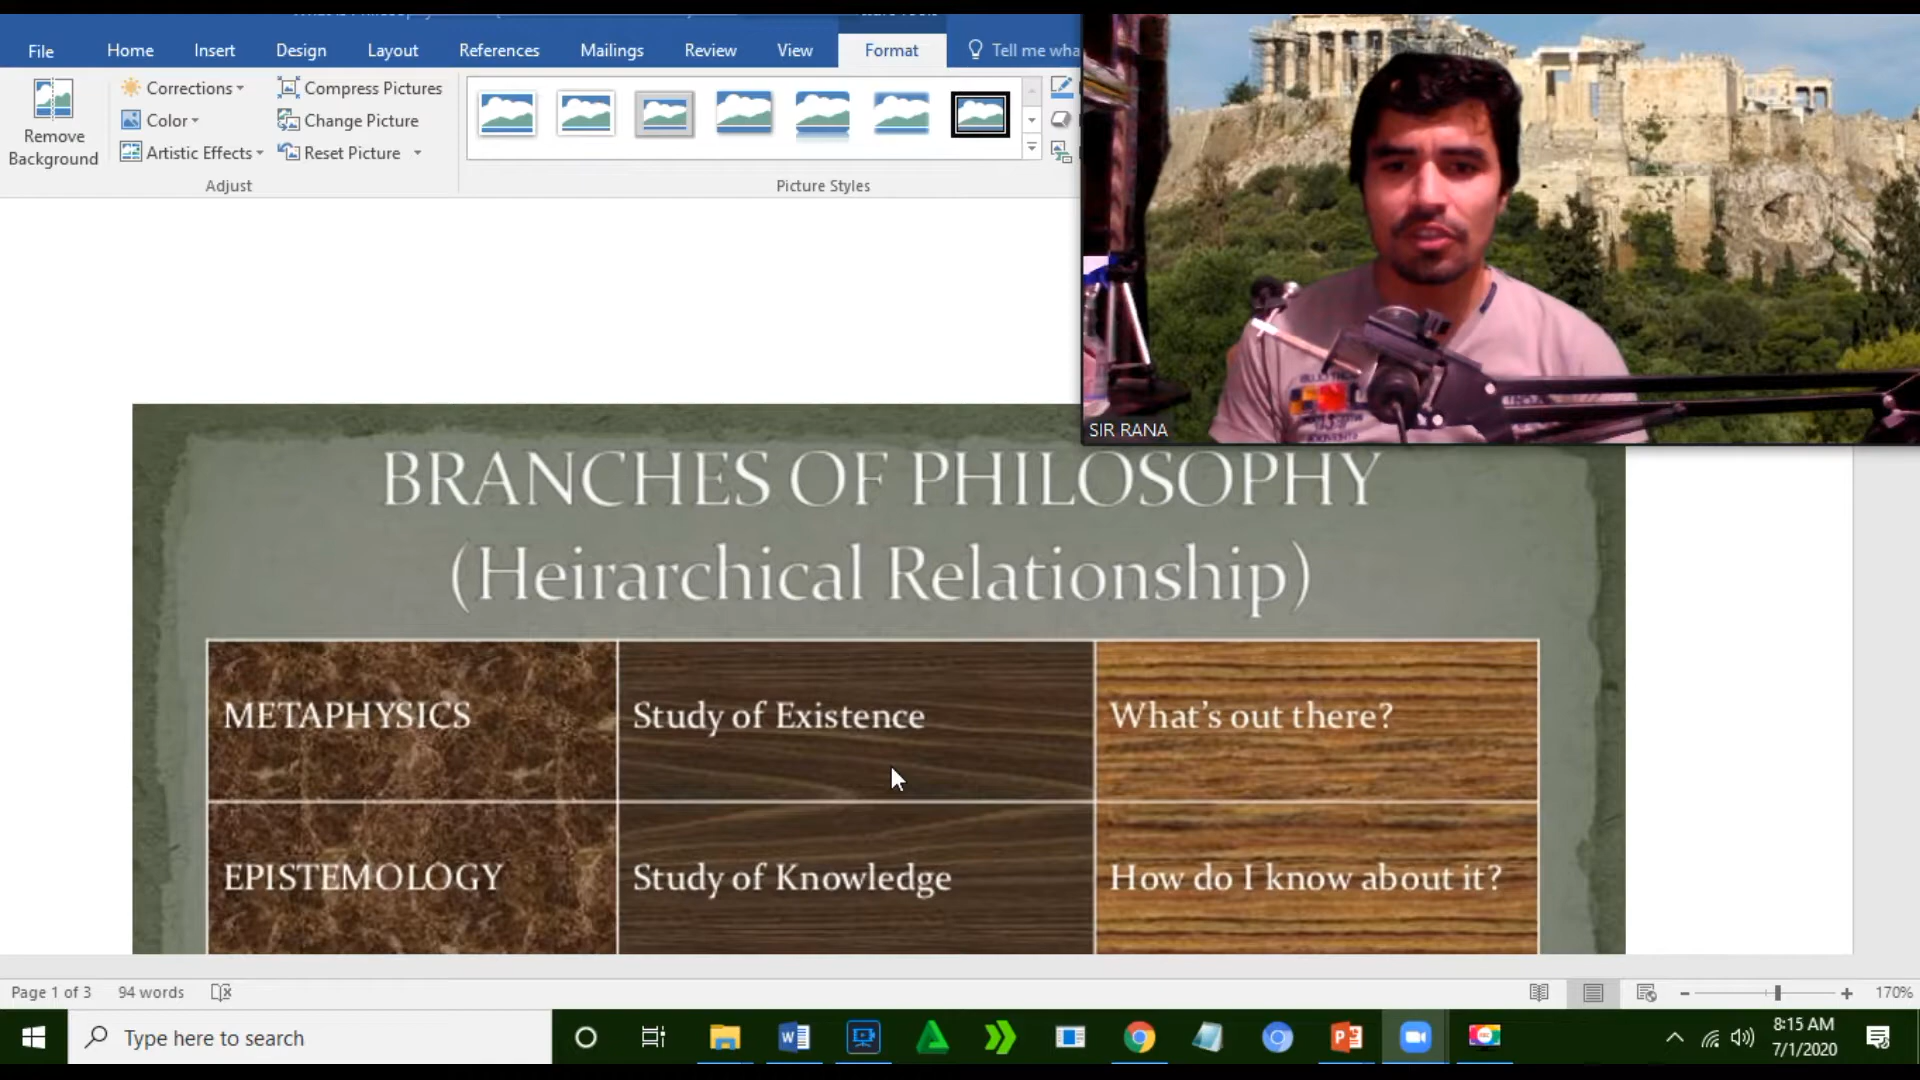 File Home Insert Design Layout References Mailings Review View Format Tell me wha
Remove Background
Corrections
Color
Artistic Effects
Compress Pictures
Change Picture
Reset Picture
Adjust
Picture Styles
SIR RANA
BRANCHES OF PHILOSOPHY
(Heirarchical Relationship)
METAPHYSICS Study of Existence What's out there?
EPISTEMOLOGY Study of Knowledge How do I know about it?
Page 1 of 3 94 words 170%
Type here to search
8:15 AM
7/1/2020